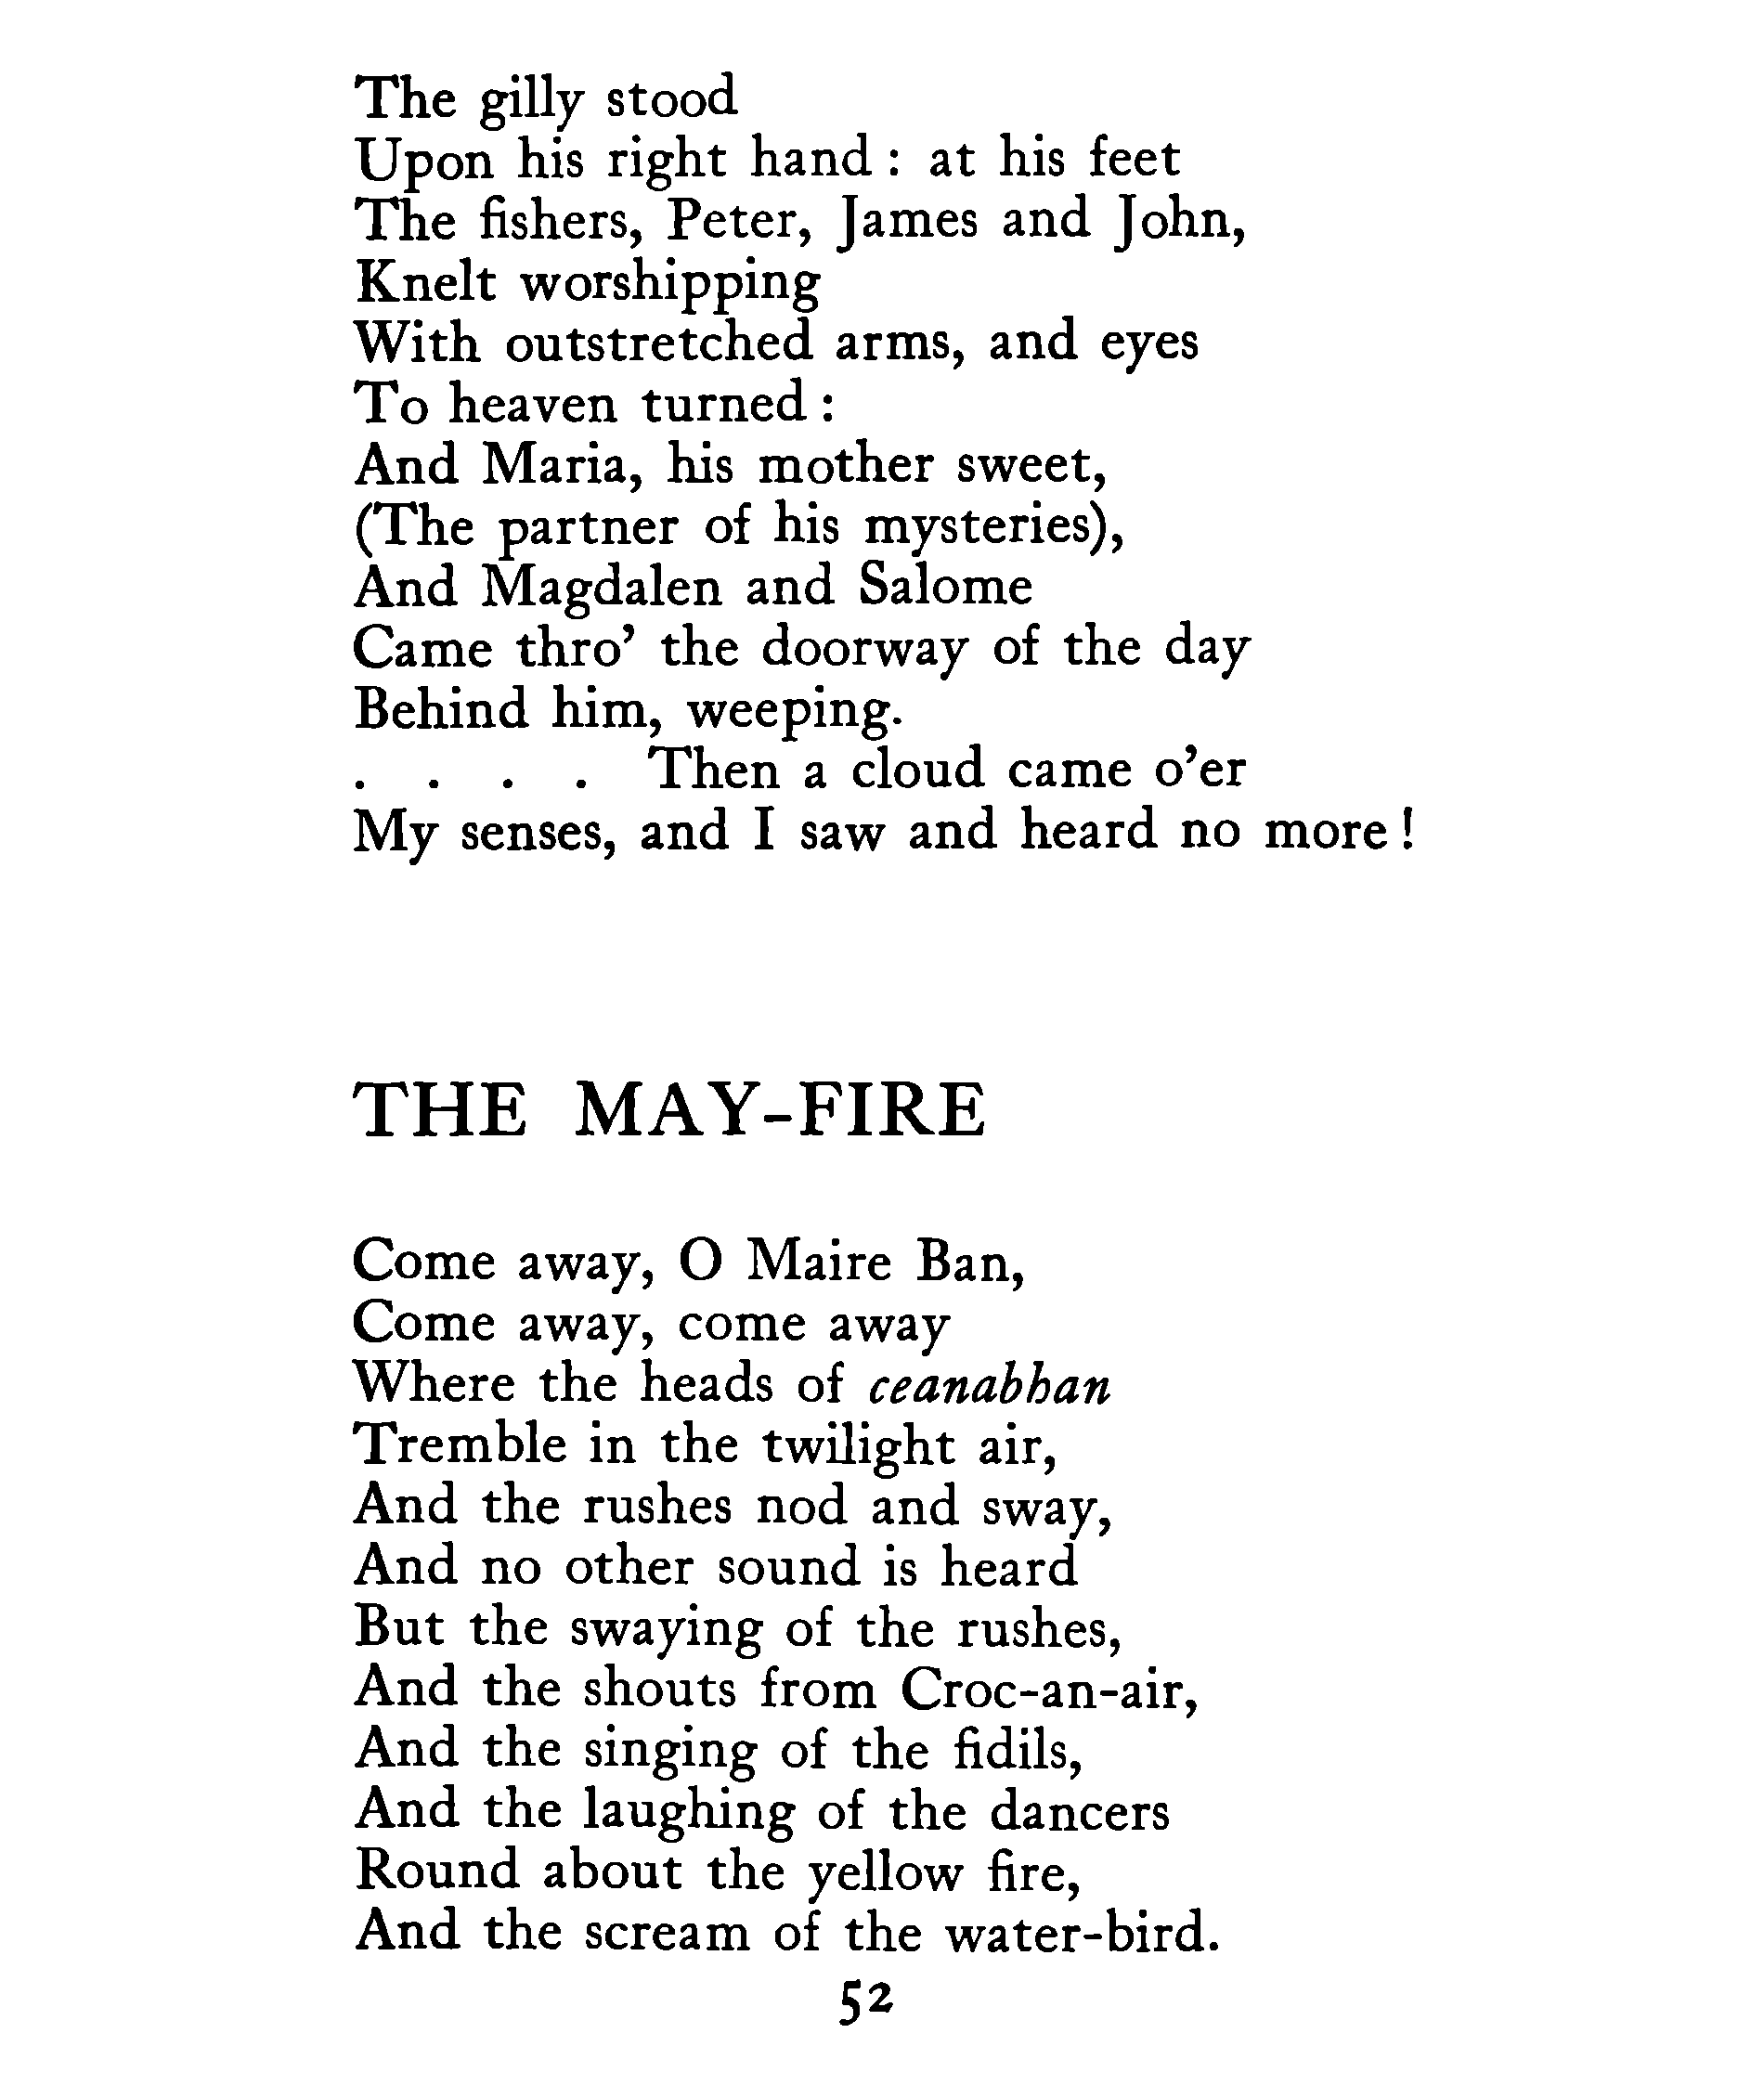 The gilly stood
Upon his right hand : at his feet
The fishers, Peter, James and John,
Knelt worshipping
With outstretched arms, and eyes
To heaven turned :
And Maria, his mother sweet,
(The partner of his mysteries),
And Magdalen and Salome
Came thro’ the doorway of the day
Behind him, weeping.
. . . . Then a cloud came o’er
My senses, and I saw and heard no more !
THE MAY-FIRE
Come away, O Maire Ban,
Come away, come away
Where the heads of ceanabhan
Tremble in the twilight air,
And the rushes nod and sway,
And no other sound is heard
But the swaying of the rushes,
And the shouts from Croc-an-air,
And the singing of the fidils,
And the laughing of the dancers
Round about the yellow fire,
And the scream of the water-bird.
52